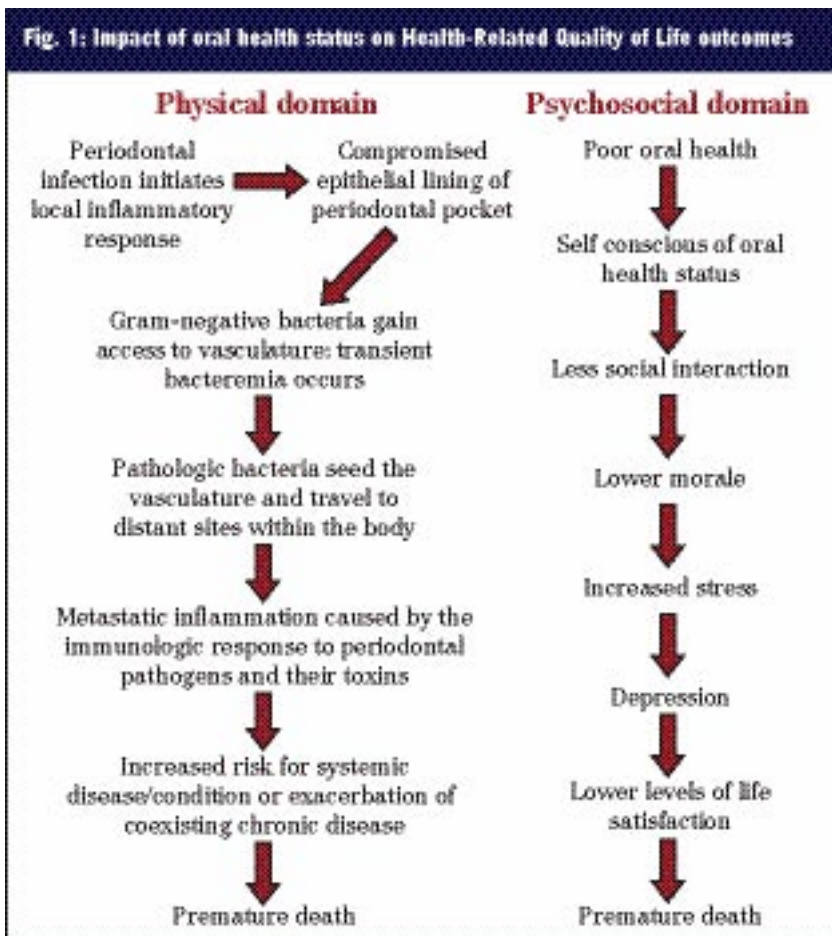 Fig. 1: Impact of oral health status on Health-Related Quality of Life outcomes
Physical domain
Periodontal
infection initiates
local inflammatory
response
Compromised
epithelial lining of
periodontal pocket
Gram-negative bacteria gain
access to vasculature: transient
bacteremia occurs
Pathologic bacteria seed the
vasculature and travel to
distant sites within the body
Metastatic inflammation caused by the
immunologic response to periodontal
pathogens and their toxins
Increased risk for systemic
disease/condition or exacerbation of
coexisting chronic disease
Premature death
Psychosocial domain
Poor oral health
Self conscious of oral
health status
Less social interaction
Lower morale
Increased stress
Depression
Lower levels of life
satisfaction
Premature death